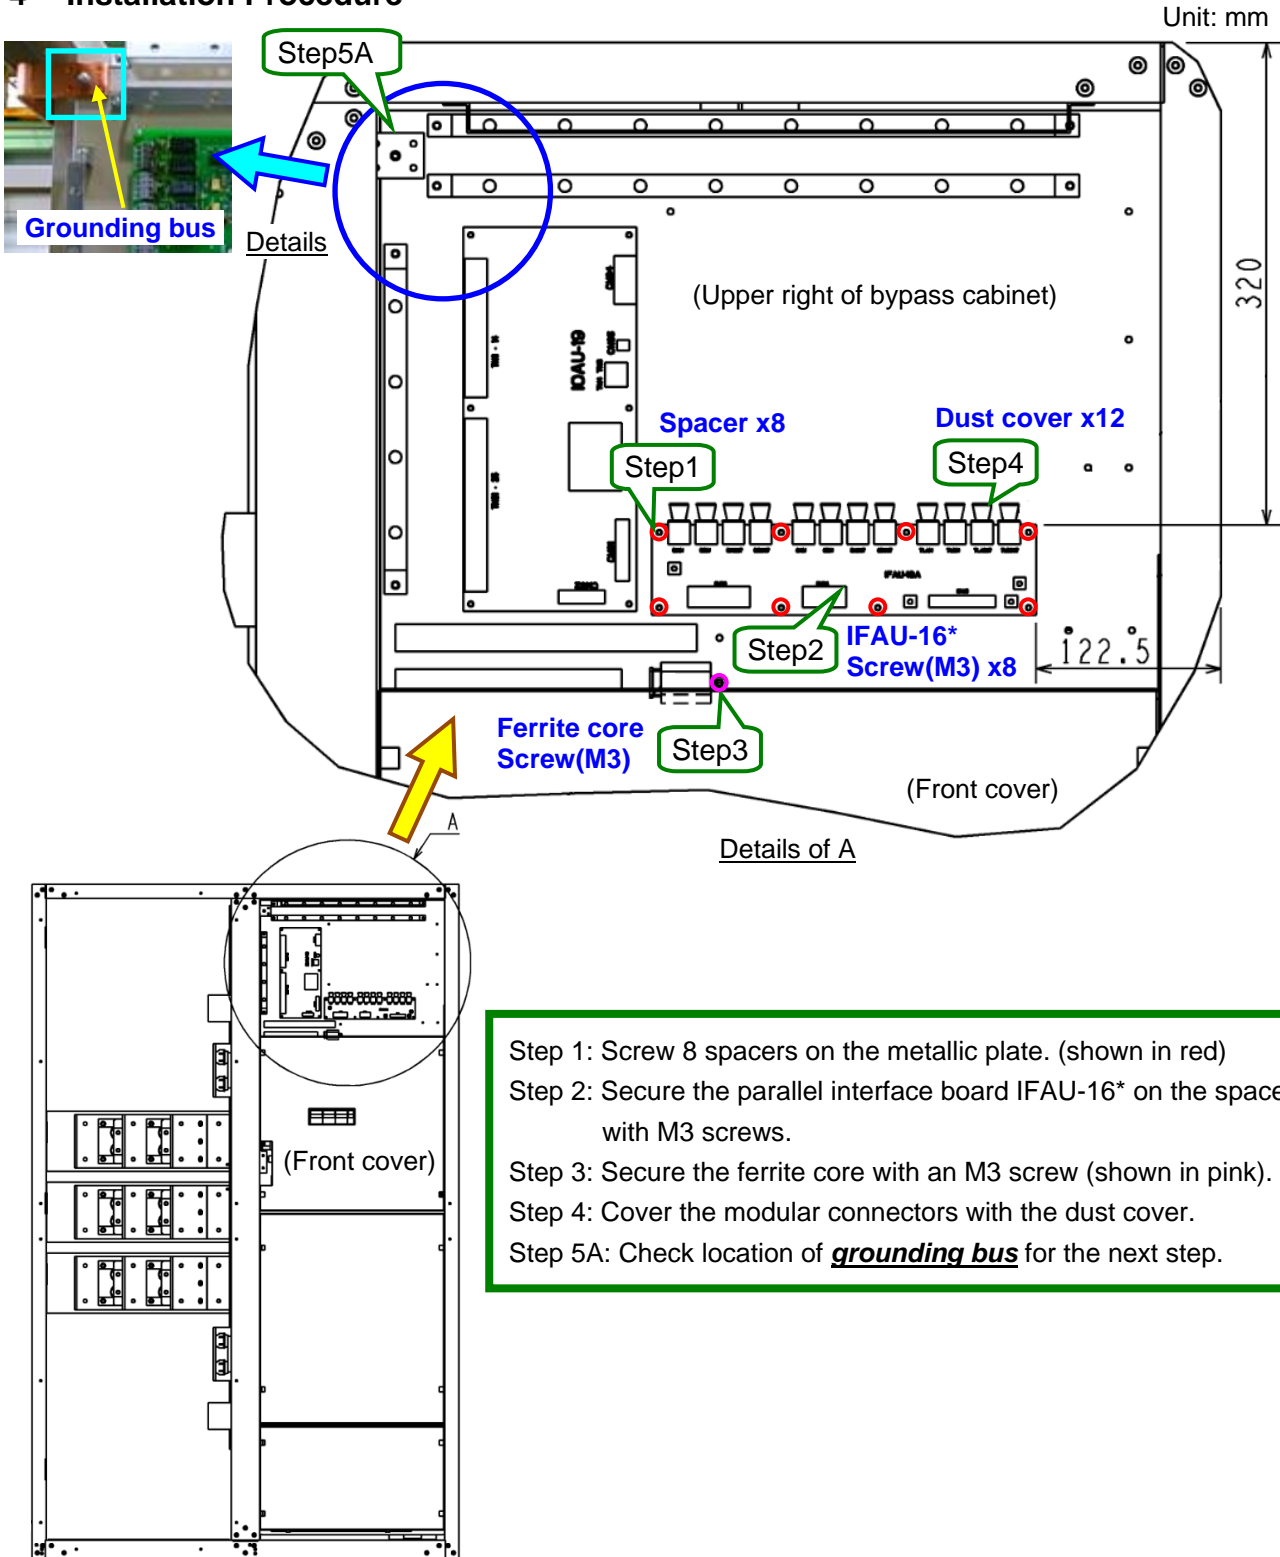 4 Installation Procedure
Unit: mm
Step5A
Grounding bus
Details
(Upper right of bypass cabinet)
320
IOAU-19
Spacer x8
Dust cover x12
Step1
Step4
Step2
IFAU-16*
Screw(M3) x8
122.5
Ferrite core
Screw(M3)
Step3
(Front cover)
Details of A
A
(Front cover)
Step 1: Screw 8 spacers on the metallic plate. (shown in red)
Step 2: Secure the parallel interface board IFAU-16* on the space
with M3 screws.
Step 3: Secure the ferrite core with an M3 screw (shown in pink).
Step 4: Cover the modular connectors with the dust cover.
Step 5A: Check location of grounding bus for the next step.